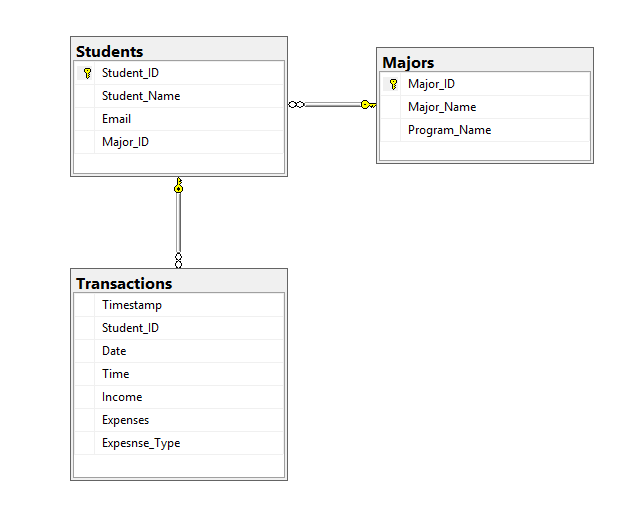 Students
Student_ID
Student_Name
Email
Major_ID
Majors
Major_ID
Major_Name
Program_Name
Transactions
Timestamp
Student_ID
Date
Time
Income
Expenses
Expesnse_Type